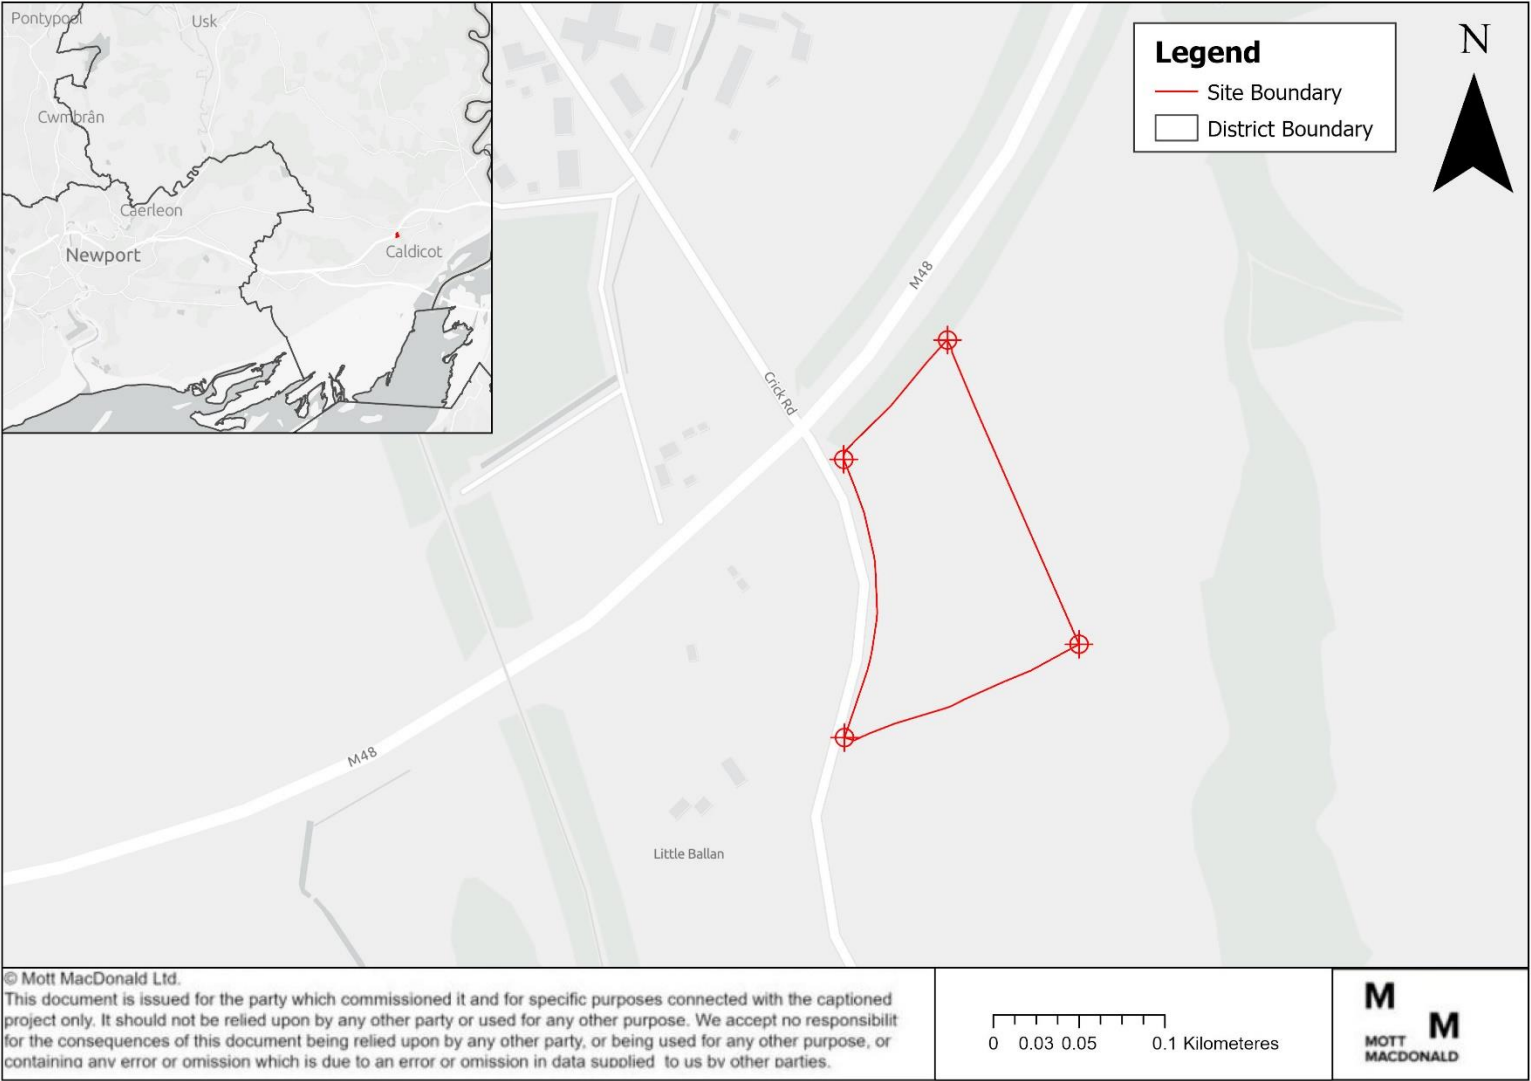 Pontypool
Usk
Cwmbrân
Caerleon
Newport
Caldicot
Legend
Site Boundary
District Boundary
N
M48
Crick Rd
M48
Little Ballan
© Mott MacDonald Ltd.
This document is issued for the party which commissioned it and for specific purposes connected with the captioned
project only. It should not be relied upon by any other party or used for any other purpose. We accept no responsibilit
for the consequences of this document being relied upon by any other party, or being used for any other purpose, or
containing any error or omission which is due to an error or omission in data supplied to us by other parties.
0 0.03 0.05 0.1 Kilometeres
M
M
MOTT
MACDONALD